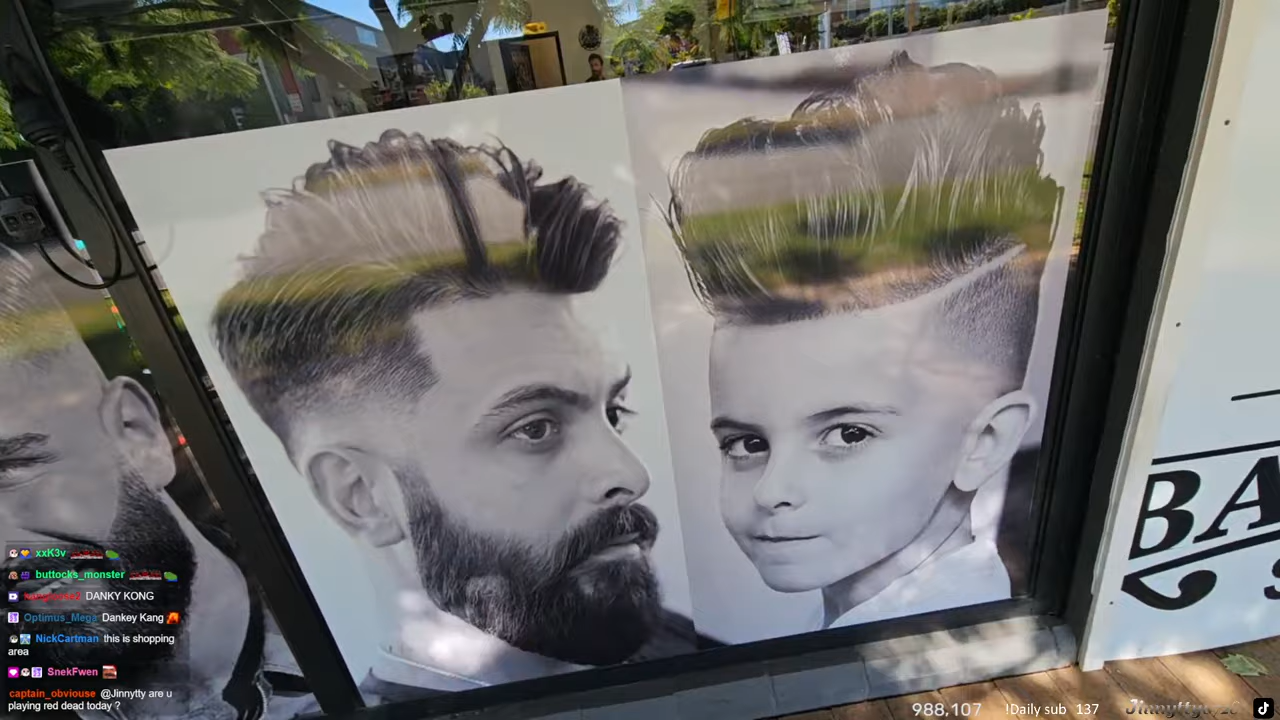 BA
xxK3v
buttocks_monster
DANKY KONG
Optimus_Mega Dankey Kang
NickCartman this is shopping
area
SnekFwen
captain_obviouse @Jinnytty are u
playing red dead today ?
988,107 !Daily sub 137